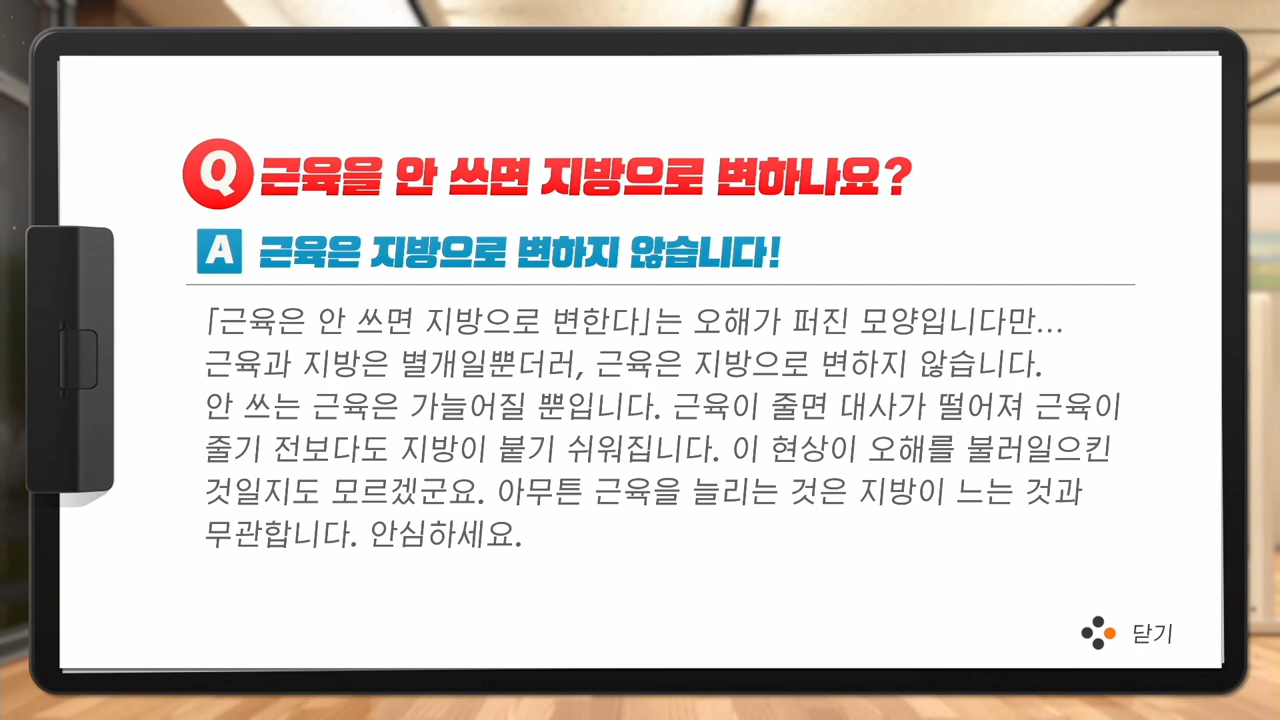 Q 근육을 안 쓰면 지방으로 변하나요?
A 근육은 지방으로 변하지 않습니다!
「근육은 안 쓰면 지방으로 변한다」는 오해가 퍼진 모양입니다만...
근육과 지방은 별개일뿐더러, 근육은 지방으로 변하지 않습니다.
안 쓰는 근육은 가늘어질 뿐입니다. 근육이 줄면 대사가 떨어져 근육이
줄기 전보다도 지방이 붙기 쉬워집니다. 이 현상이 오해를 불러일으킨
것일지도 모르겠군요. 아무튼 근육을 늘리는 것은 지방이 느는 것과
무관합니다. 안심하세요.
닫기